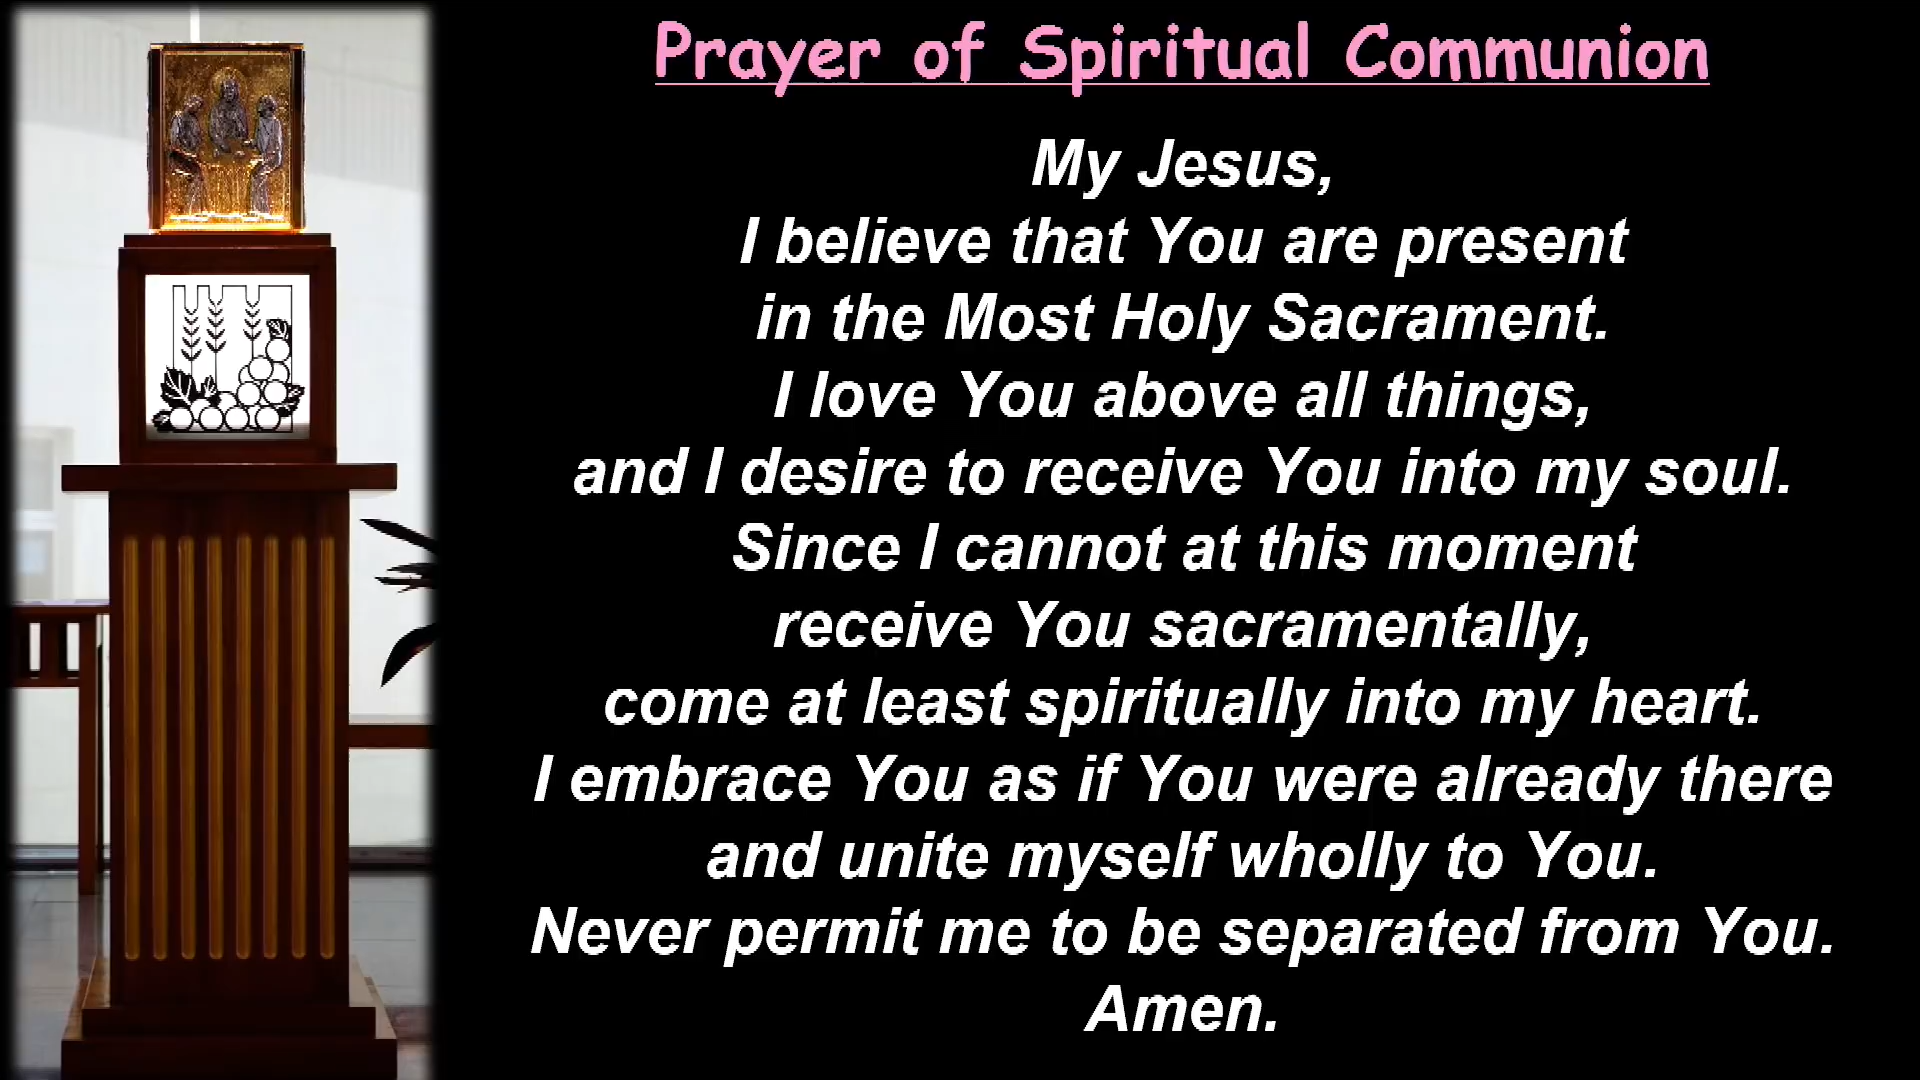 Prayer of Spiritual Communion
My Jesus,
I believe that You are present
in the Most Holy Sacrament.
I love You above all things,
and I desire to receive You into my soul.
Since I cannot at this moment
receive You sacramentally,
come at least spiritually into my heart.
I embrace You as if You were already there
and unite myself wholly to You.
Never permit me to be separated from You.
Amen.